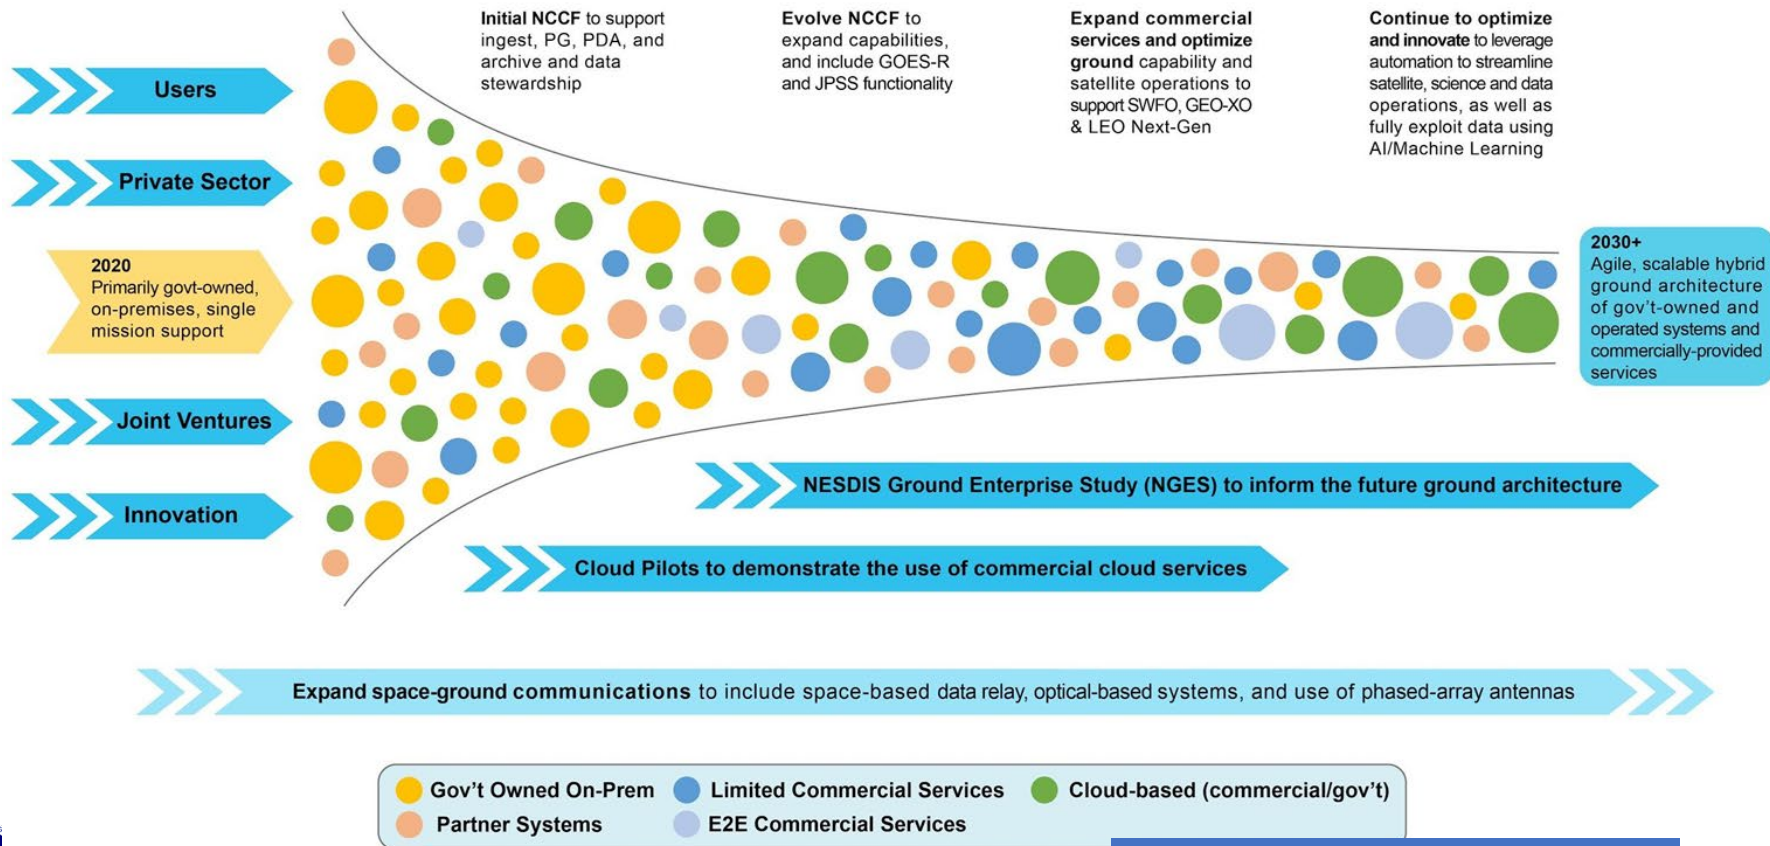 Initial NCCF to support
ingest, PG, PDA, and
archive and data
stewardship
Evolve NCCF to
expand capabilities,
and include GOES-R
and JPSS functionality
Expand commercial
services and optimize
ground capability and
satellite operations to
support SWFO, GEO-XO
& LEO Next-Gen
Continue to optimize
and innovate to leverage
automation to streamline
satellite, science and data
operations, as well as
fully exploit data using
AI/Machine Learning
Users
Private Sector
2020
Primarily govt-owned,
on-premises, single
mission support
Joint Ventures
Innovation
2030+
Agile, scalable hybrid
ground architecture
of gov't-owned and
operated systems and
commercially-provided
services
NESDIS Ground Enterprise Study (NGES) to inform the future ground architecture
Cloud Pilots to demonstrate the use of commercial cloud services
Expand space-ground communications to include space-based data relay, optical-based systems, and use of phased-array antennas
Gov't Owned On-Prem
Limited Commercial Services
Cloud-based (commercial/gov't)
Partner Systems
E2E Commercial Services